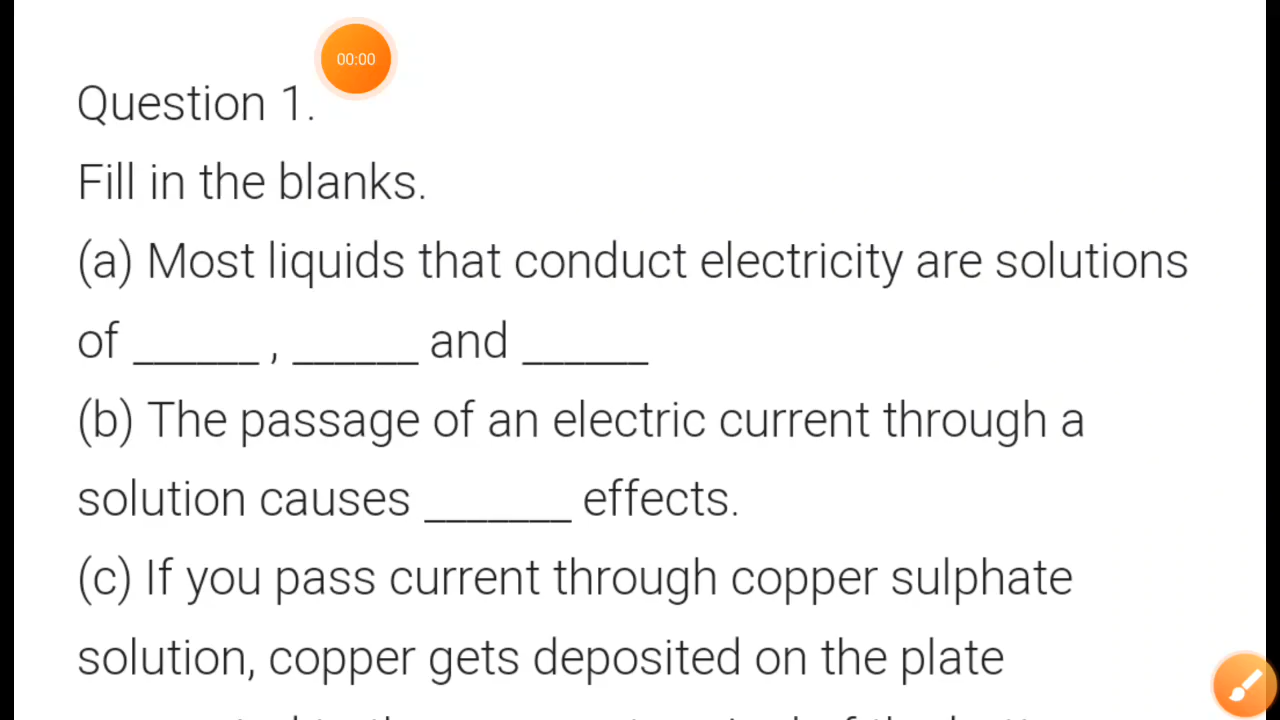 00:00
Question 1.
Fill in the blanks.
(a) Most liquids that conduct electricity are solutions
of ______ , ______ and ______
(b) The passage of an electric current through a
solution causes _______ effects.
(c) If you pass current through copper sulphate
solution, copper gets deposited on the plate